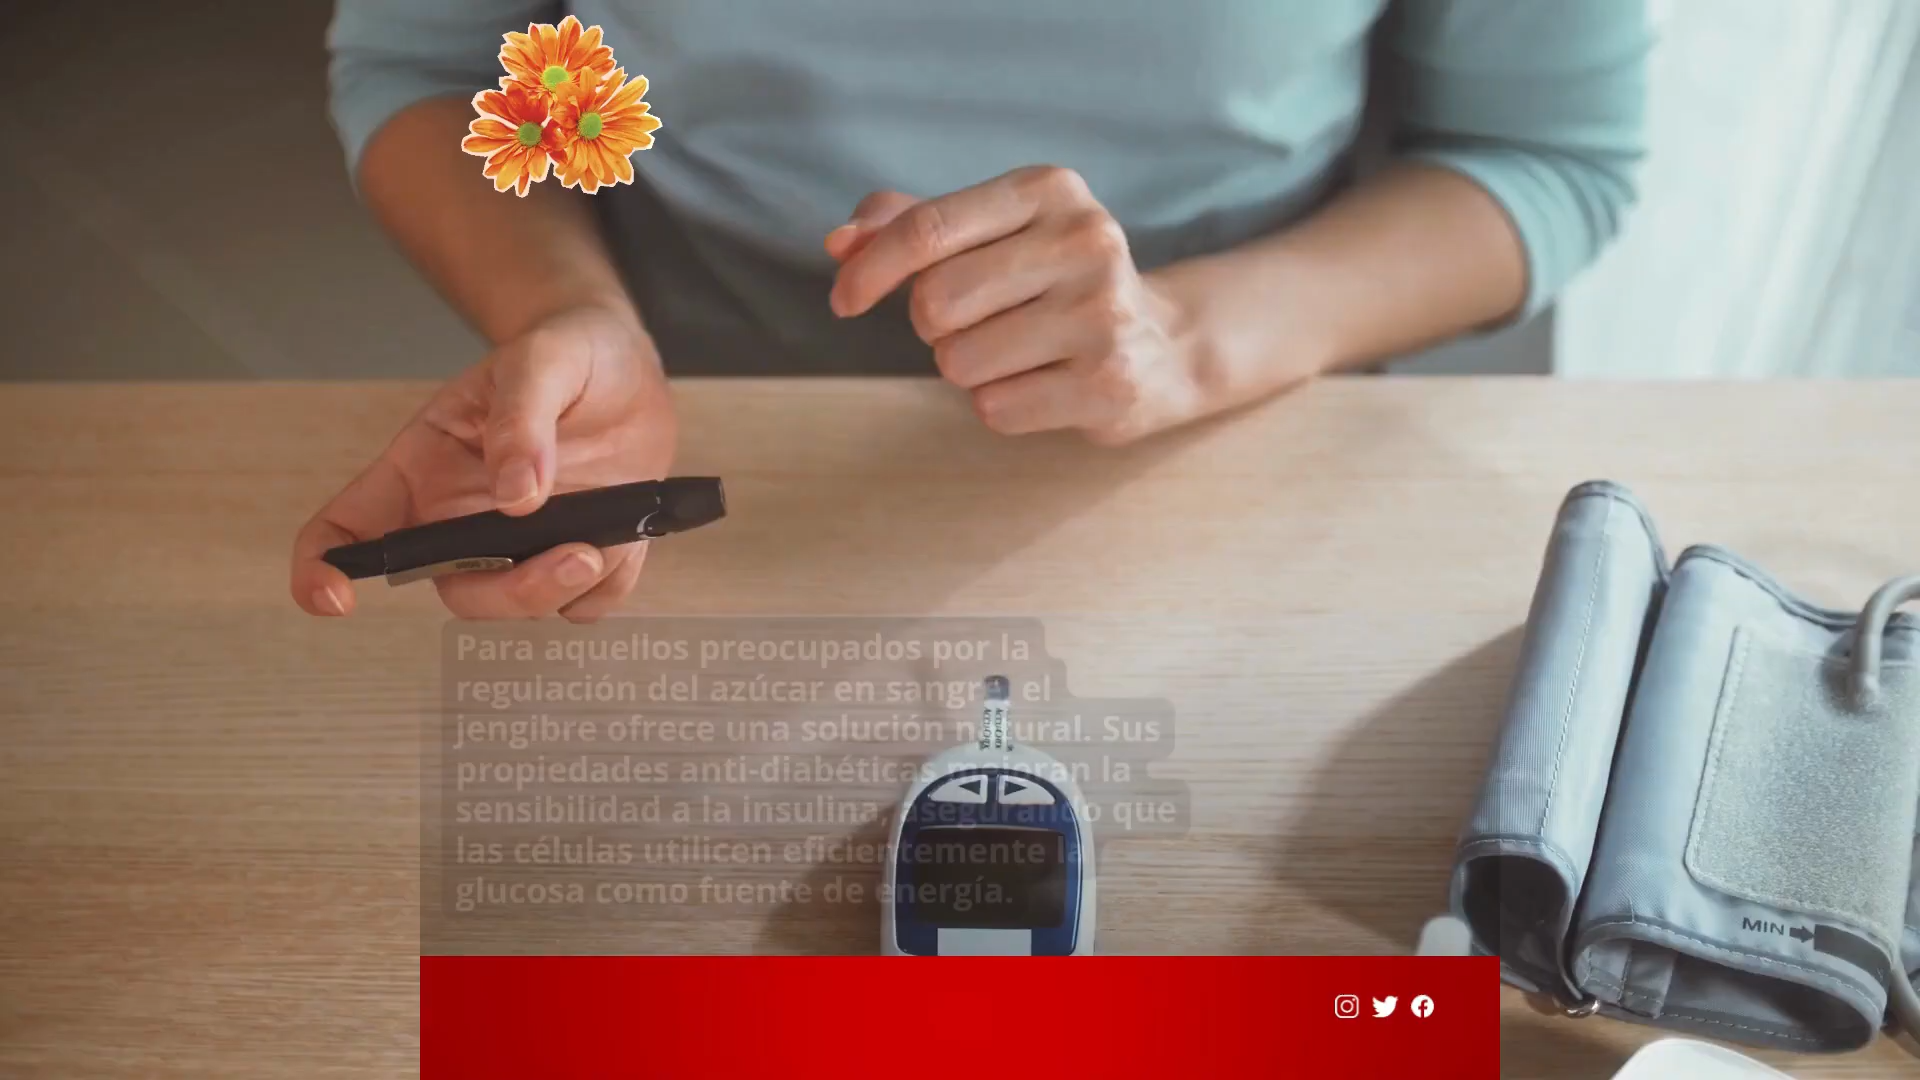 Para aquellos preocupados por la
regulación del azúcar en sangre, el
jengibre ofrece una solución natural. Sus
propiedades anti-diabéticas mejoran la
sensibilidad a la insulina, asegurando que
las células utilicen eficientemente la
glucosa como fuente de energía.
MIN